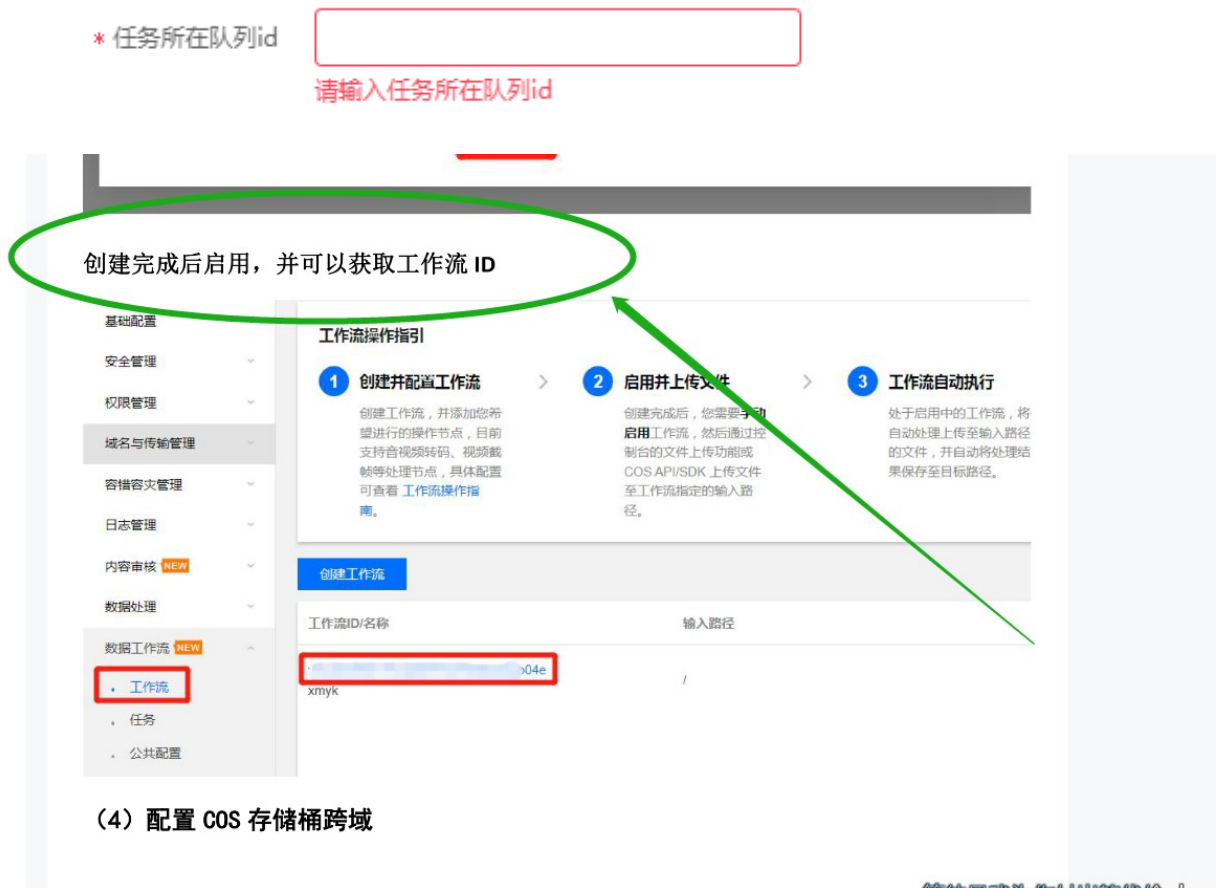 * 任务所在队列id
请输入任务所在队列id
创建完成后启用，并可以获取工作流 ID
基础配置
安全管理
权限管理
域名与传输管理
容错容灾管理
日志管理
内容审核 NEW
数据处理
数据工作流 NEW
工作流
任务
公共配置
工作流操作指引
1 创建并配置工作流
创建工作流，并添加您希
望进行的操作节点，目前
支持音视频转码、视频截
帧等处理节点，具体配置
可查看 工作流操作指
南。
2 启用并上传文件
创建完成后，您需要手动
启用工作流，然后通过控
制台的文件上传功能或
COS API/SDK 上传文件
至工作流指定的输入路
径。
3 工作流自动执行
处于启用中的工作流，将
自动处理上传至输入路径
的文件，并自动将处理结
果保存至目标路径。
创建工作流
工作流ID/名称
输入路径
b04e
xmyk
/
（4）配置 COS 存储桶跨域